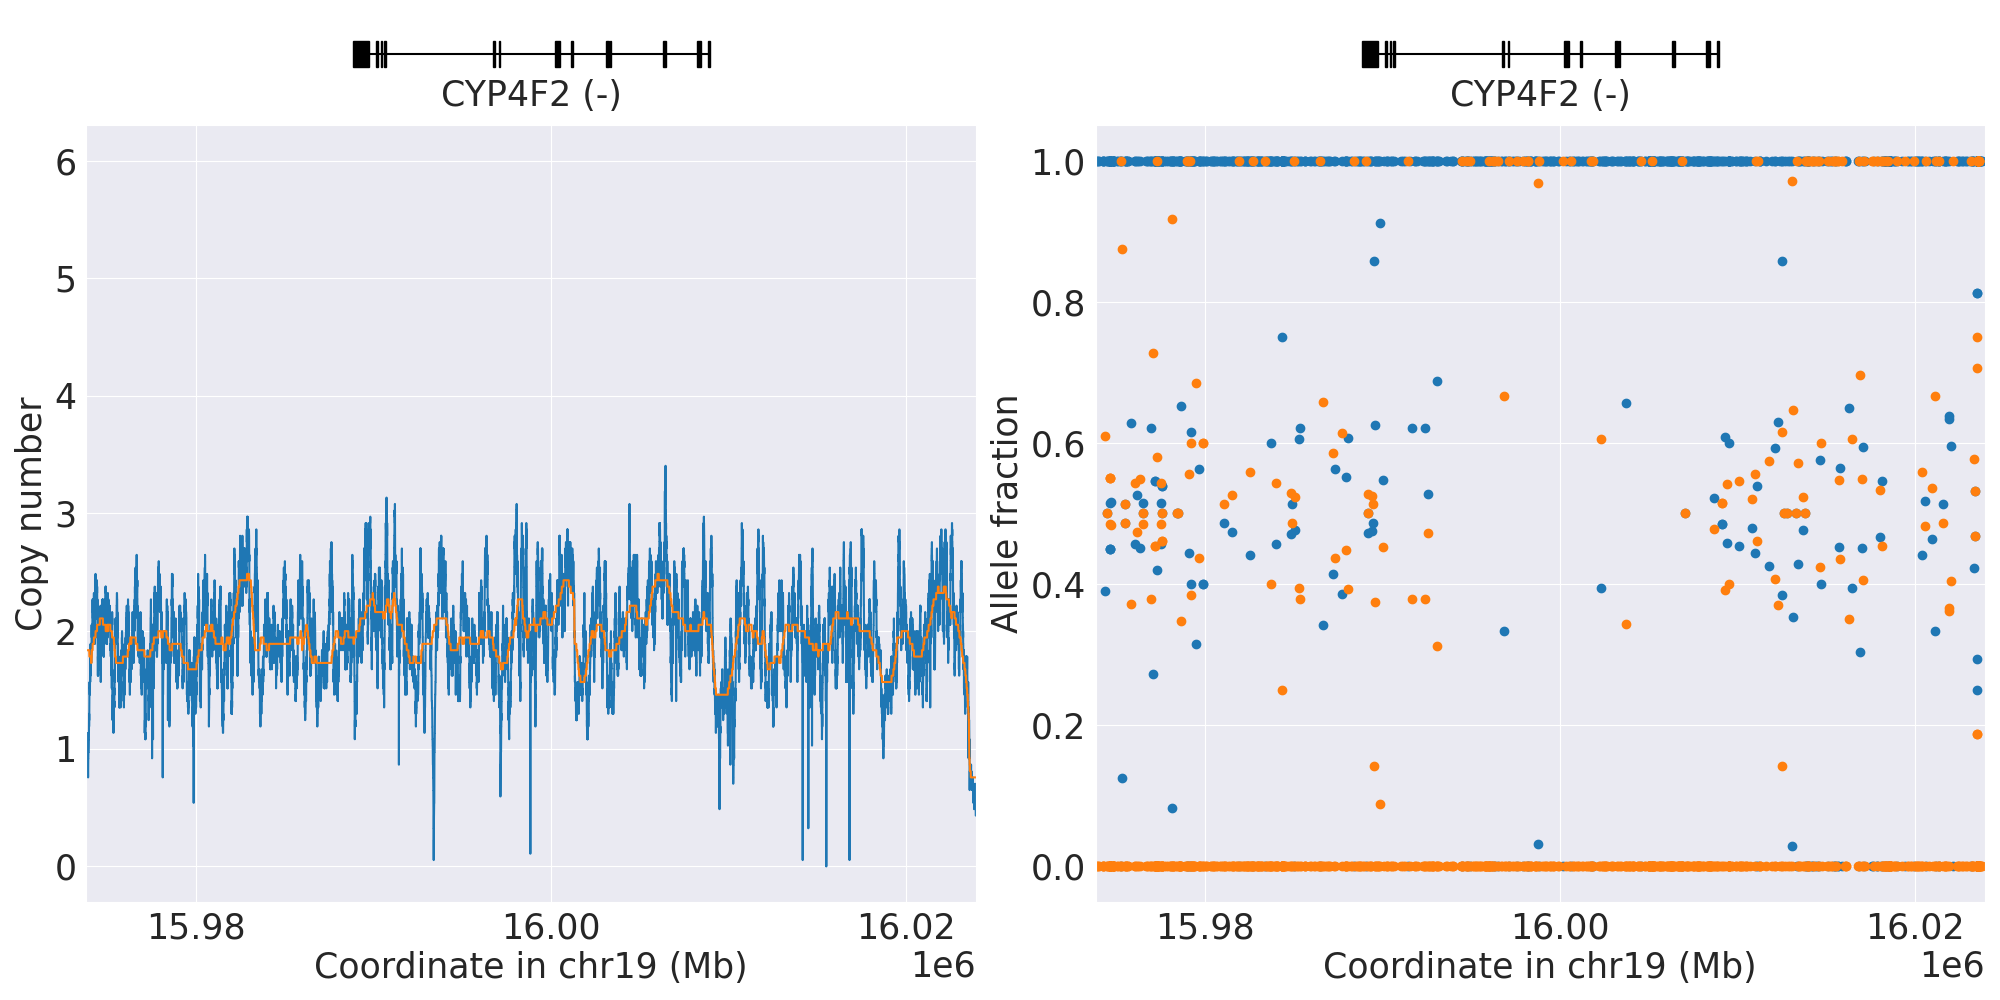 CYP4F2 (-)
6
5
4
3
2
1
0
Copy number
15.98
16.00
16.02
Coordinate in chr19 (Mb)
1e6
CYP4F2 (-)
1.0
0.8
0.6
0.4
0.2
0.0
Allele fraction
15.98
16.00
16.02
Coordinate in chr19 (Mb)
1e6